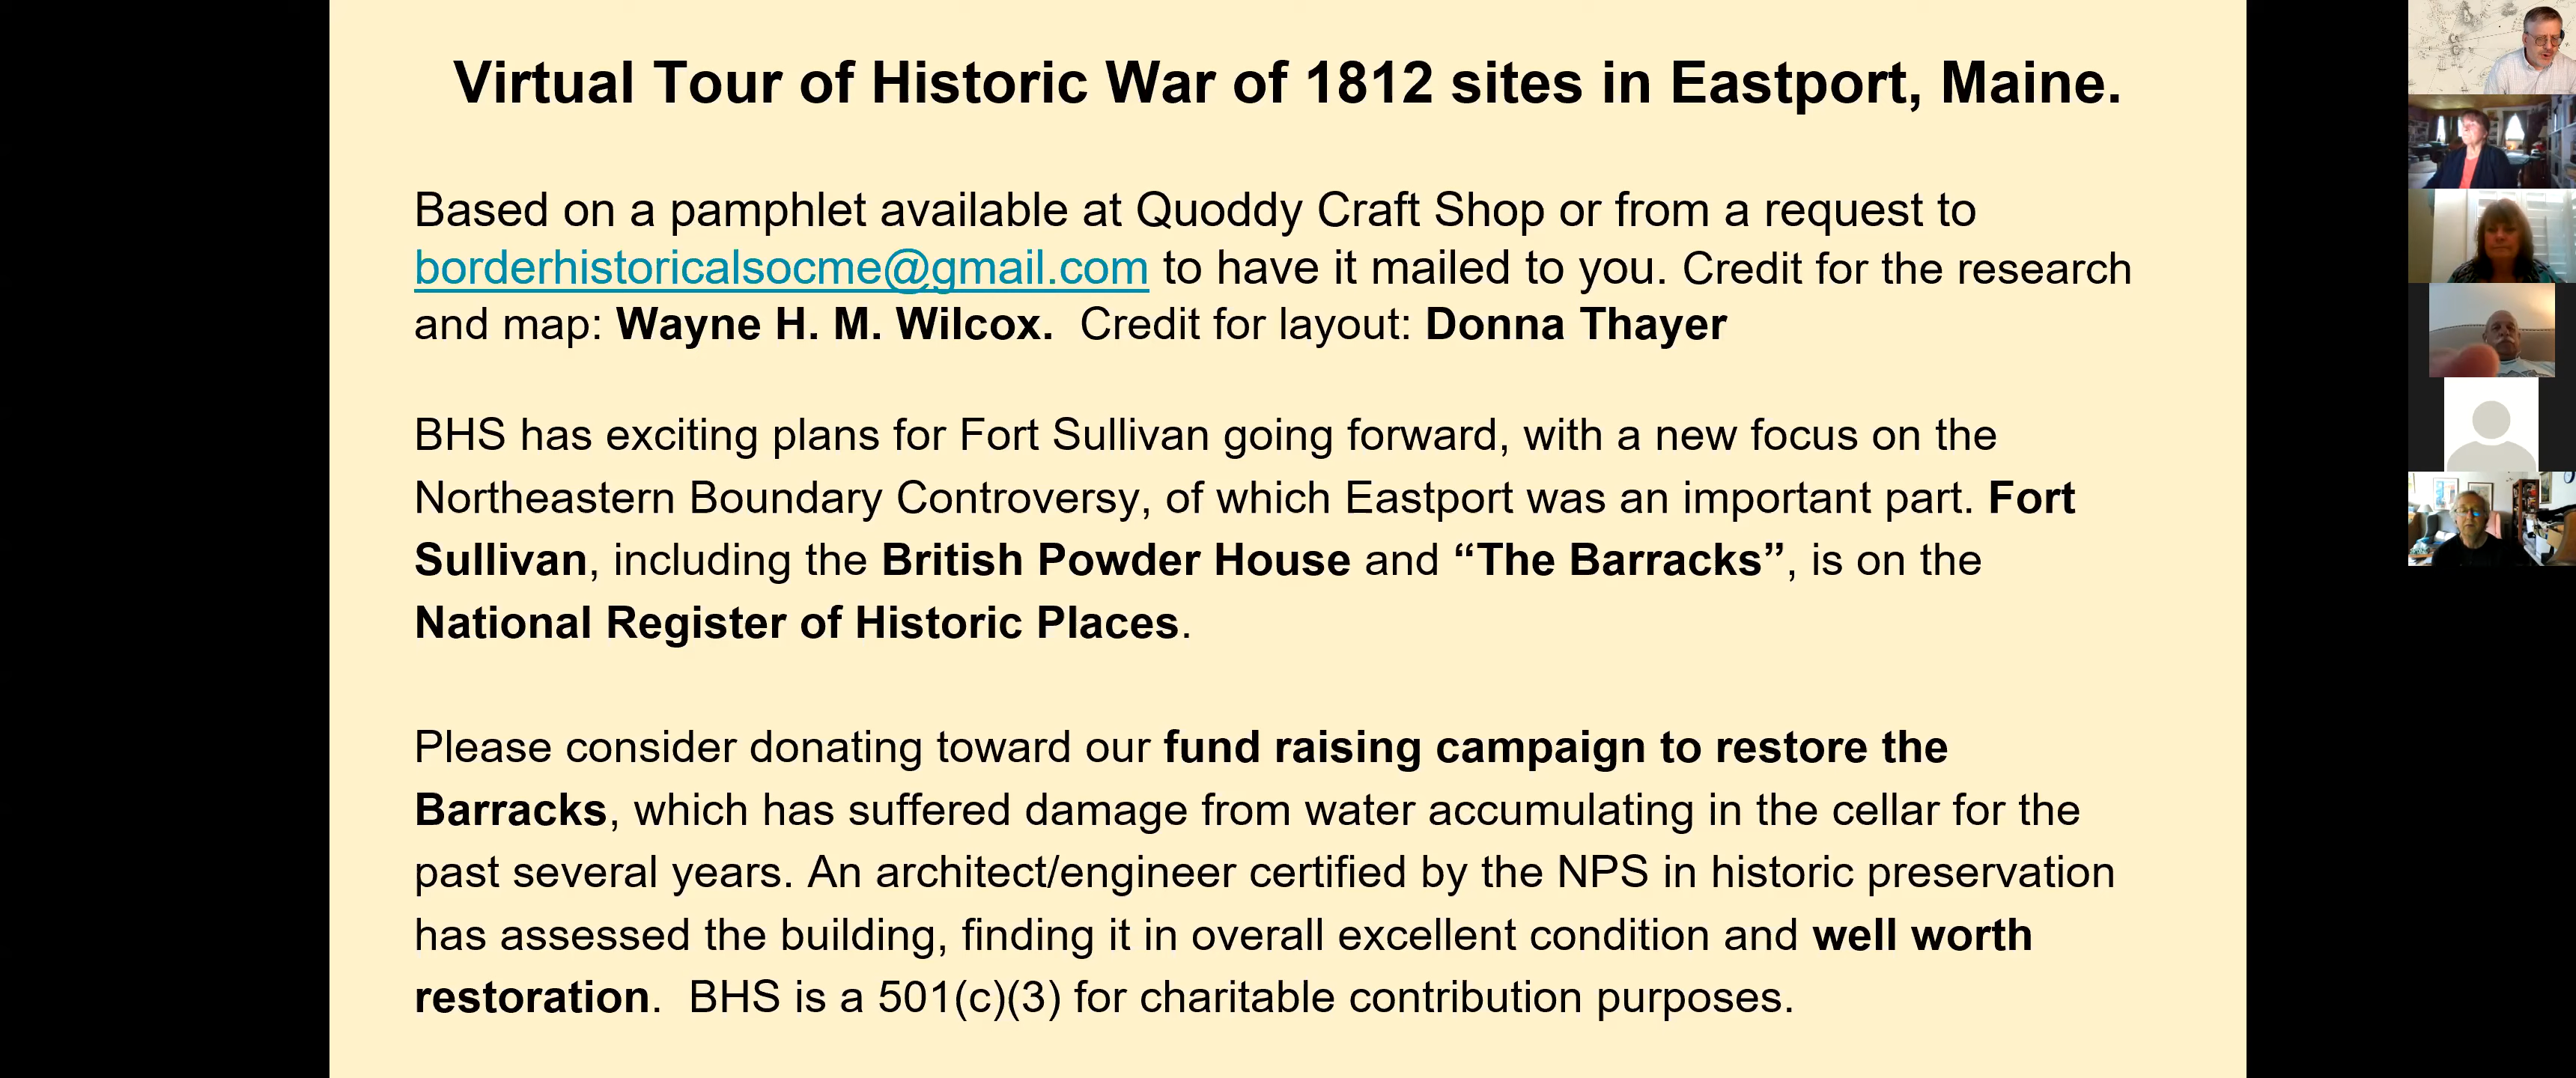 Virtual Tour of Historic War of 1812 sites in Eastport, Maine.
Based on a pamphlet available at Quoddy Craft Shop or from a request to
borderhistoricalsocme@gmail.com to have it mailed to you. Credit for the research
and map: Wayne H. M. Wilcox.  Credit for layout: Donna Thayer
BHS has exciting plans for Fort Sullivan going forward, with a new focus on the
Northeastern Boundary Controversy, of which Eastport was an important part. Fort
Sullivan, including the British Powder House and “The Barracks”, is on the
National Register of Historic Places.
Please consider donating toward our fund raising campaign to restore the
Barracks, which has suffered damage from water accumulating in the cellar for the
past several years. An architect/engineer certified by the NPS in historic preservation
has assessed the building, finding it in overall excellent condition and well worth
restoration.  BHS is a 501(c)(3) for charitable contribution purposes.